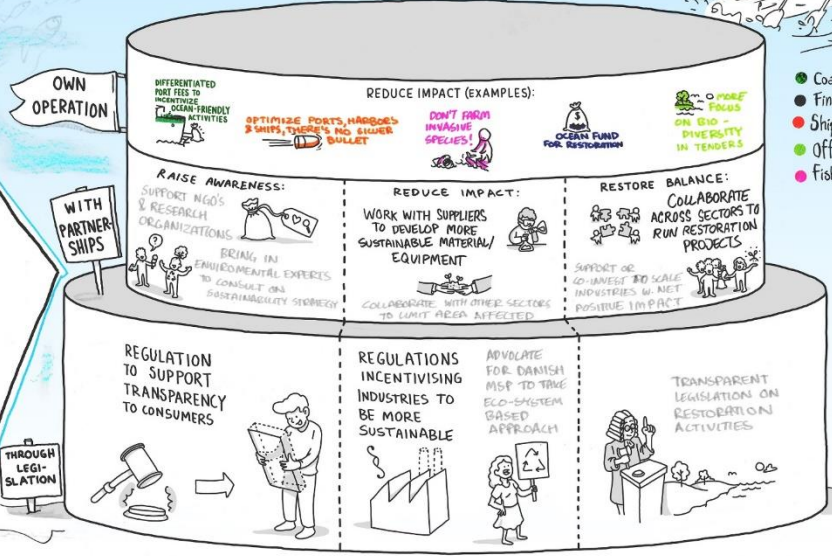 OWN
OPERATION
DIFFERENTIATED
PORT FEES TO
INCENTIVIZE
OCEAN-FRIENDLY
ACTIVITIES
REDUCE IMPACT (EXAMPLES):
OPTIMIZE PORTS, HARBORS
& SHIPS, THERE'S NO SILVER
BULLET
DON'T FARM
INVASIVE
SPECIES!
$
OCEAN FUND
FOR RESTORATION
MORE
FOCUS
ON BIO-
DIVERSITY
IN TENDERS
WITH
PARTNER-
SHIPS
RAISE AWARENESS:
SUPPORT NGO'S
& RESEARCH
ORGANIZATIONS
?
BRING IN
ENVIROMENTAL EXPERTS
TO CONSULT ON
SUSTAINABILITY STRATEGY
REDUCE IMPACT:
WORK WITH SUPPLIERS
TO DEVELOP MORE
SUSTAINABLE MATERIAL/
EQUIPMENT
COLLABORATE WITH OTHER SECTORS
TO LIMIT AREA AFFECTED
RESTORE BALANCE:
COLLABORATE
ACROSS SECTORS TO
RUN RESTORATION
PROJECTS
SUPPORT OR
CO-INVEST TO SCALE
INDUSTRIES W. NET
POSITIVE IMPACT
THROUGH
LEGI-
SLATION
REGULATION
TO SUPPORT
TRANSPARENCY
TO CONSUMERS
REGULATIONS
INCENTIVISING
INDUSTRIES TO
BE MORE
SUSTAINABLE
ADVOCATE
FOR DANISH
MSP TO TAKE
ECO-SYSTEM
BASED
APPROACH
TRANSPARENT
LEGISLATION ON
RESTORATION
ACTIVITIES